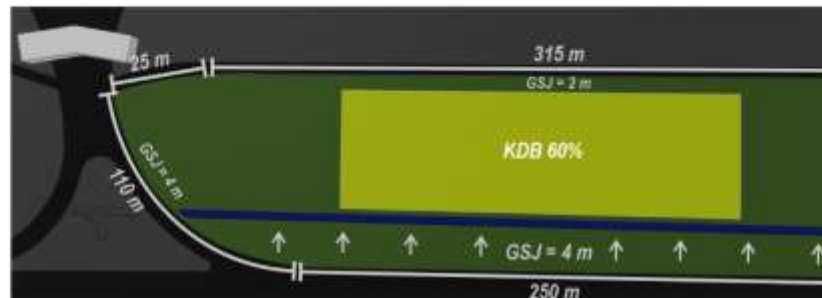 25 m
315 m
GSJ = 2 m
KDB 60%
GSJ = 4 m
110 m
GSJ = 4 m
250 m